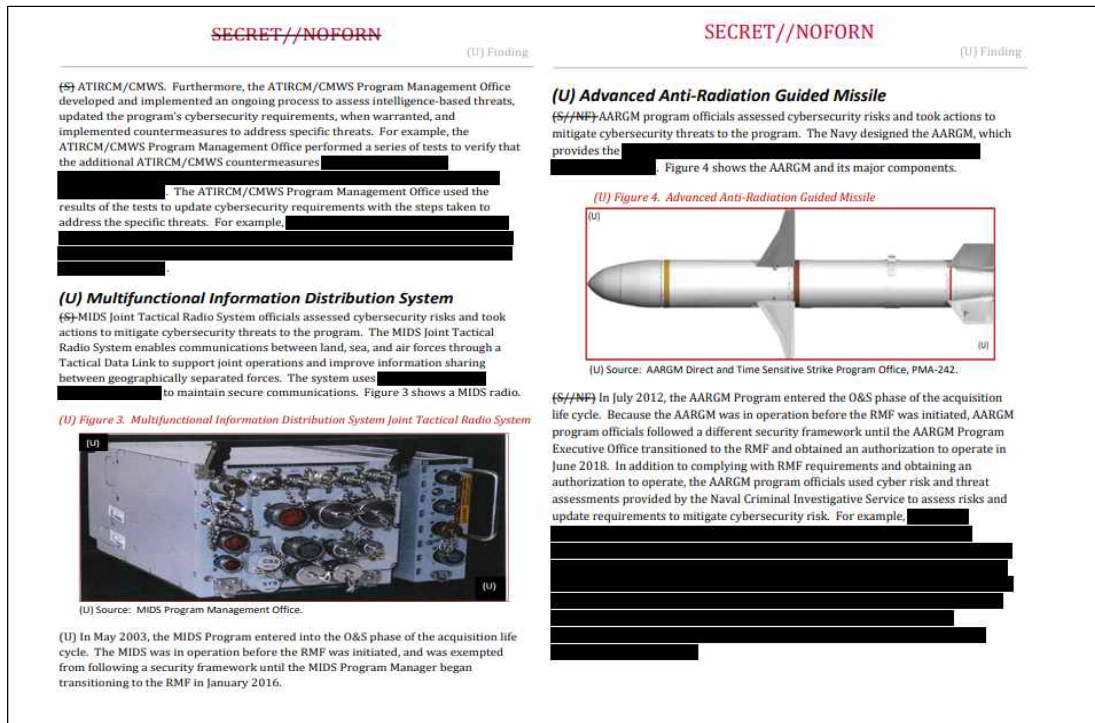 SECRET//NOFORN
(U) Finding
(S) ATIRCM/CMWS. Furthermore, the ATIRCM/CMWS Program Management Office
developed and implemented an ongoing process to assess intelligence-based threats,
updated the program's cybersecurity requirements, when warranted, and
implemented countermeasures to address specific threats. For example, the
ATIRCM/CMWS Program Management Office performed a series of tests to verify that
the additional ATIRCM/CMWS countermeasures
. The ATIRCM/CMWS Program Management Office used the
results of the tests to update cybersecurity requirements with the steps taken to
address the specific threats. For example,
.
(U) Multifunctional Information Distribution System
(S) MIDS Joint Tactical Radio System officials assessed cybersecurity risks and took
actions to mitigate cybersecurity threats to the program. The MIDS Joint Tactical
Radio System enables communications between land, sea, and air forces through a
Tactical Data Link to support joint operations and improve information sharing
between geographically separated forces. The system uses
to maintain secure communications. Figure 3 shows a MIDS radio.
(U) Figure 3. Multifunctional Information Distribution System Joint Tactical Radio System
(U)
(U)
(U) Source: MIDS Program Management Office.
(U) In May 2003, the MIDS Program entered into the O&S phase of the acquisition life
cycle. The MIDS was in operation before the RMF was initiated, and was exempted
from following a security framework until the MIDS Program Manager began
transitioning to the RMF in January 2016.
SECRET//NOFORN
(U) Finding
(U) Advanced Anti-Radiation Guided Missile
(S//NF) AARGM program officials assessed cybersecurity risks and took actions to
mitigate cybersecurity threats to the program. The Navy designed the AARGM, which
provides the
. Figure 4 shows the AARGM and its major components.
(U) Figure 4. Advanced Anti-Radiation Guided Missile
(U)
(U)
(U) Source: AARGM Direct and Time Sensitive Strike Program Office, PMA-242.
(S//NF) In July 2012, the AARGM Program entered the O&S phase of the acquisition
life cycle. Because the AARGM was in operation before the RMF was initiated, AARGM
program officials followed a different security framework until the AARGM Program
Executive Office transitioned to the RMF and obtained an authorization to operate in
June 2018. In addition to complying with RMF requirements and obtaining an
authorization to operate, the AARGM program officials used cyber risk and threat
assessments provided by the Naval Criminal Investigative Service to assess risks and
update requirements to mitigate cybersecurity risk. For example,